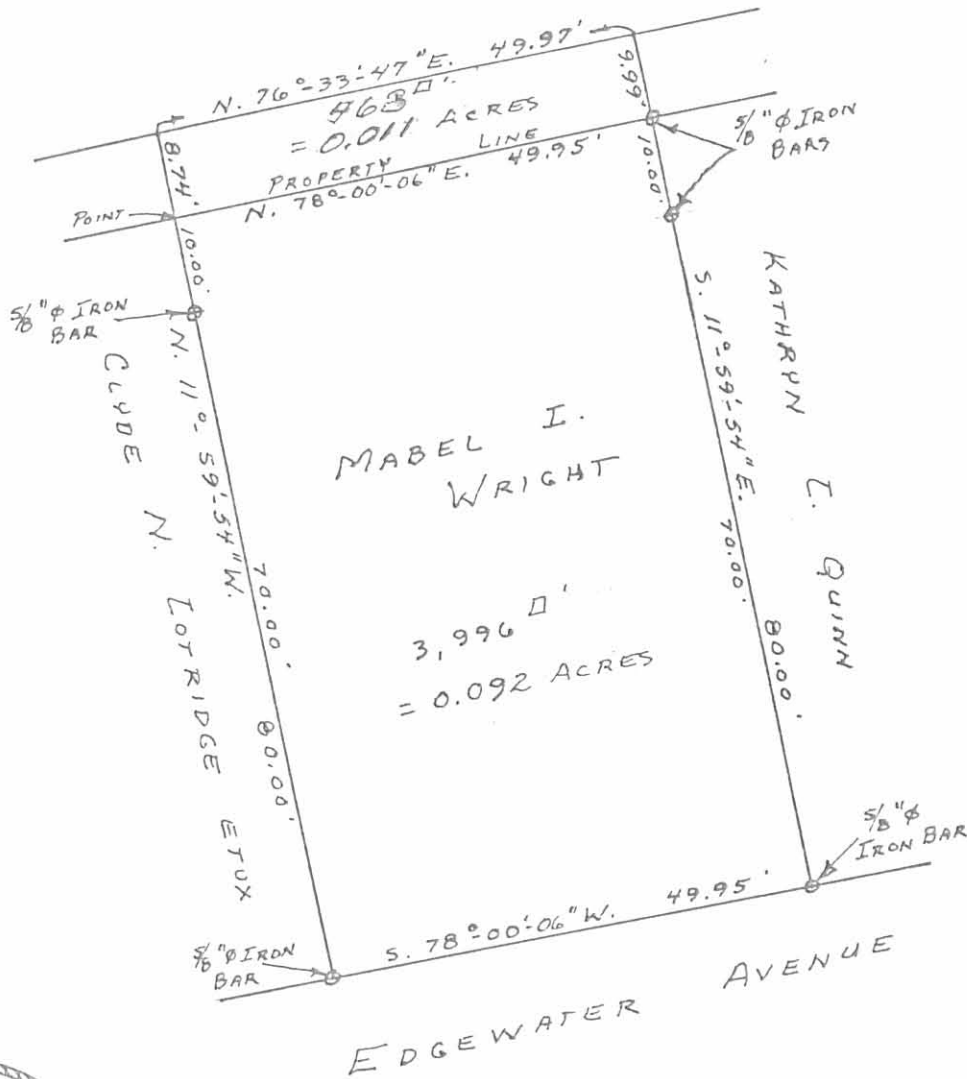 N. 76°-33'-47"E. 49.97'
463 □'
= 0.011 ACRES
8.74'
9.99'
PROPERTY LINE
N. 78°-00'-06"E. 49.95'
POINT
10.00'
10.00'
5/8"ϕ IRON
BARS
5/8"ϕ IRON
BAR
N. 11°-59'-54"W.
70.00'
80.00'
S. 11°-59'-54"E.
70.00'
80.00'
CLYDE N. LOTRIDGE ETUX
KATHRYN L. QUINN
MABEL I.
WRIGHT
3,996 □'
= 0.092 ACRES
5/8"ϕ
IRON BAR
5/8"ϕ IRON
BAR
S. 78°-00'-06"W. 49.95'
EDGEWATER AVENUE